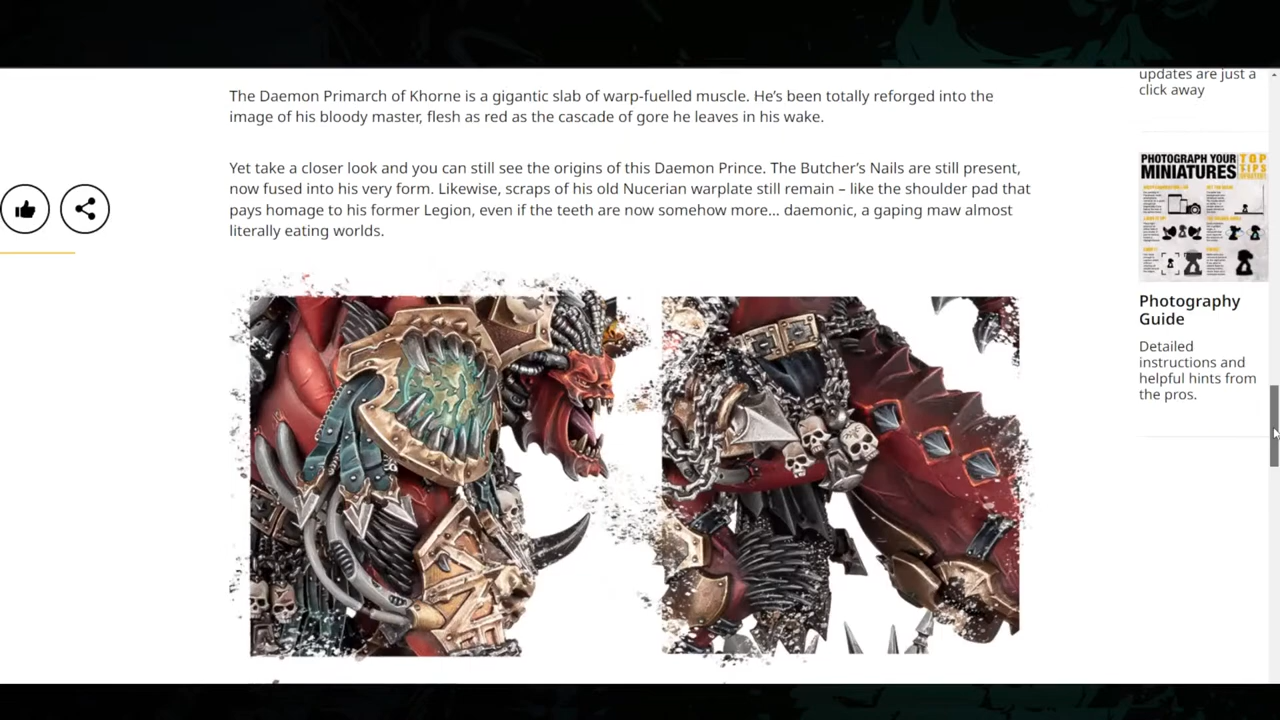 The Daemon Primarch of Khorne is a gigantic slab of warp-fuelled muscle. He’s been totally reforged into the
image of his bloody master, flesh as red as the cascade of gore he leaves in his wake.
Yet take a closer look and you can still see the origins of this Daemon Prince. The Butcher’s Nails are still present,
now fused into his very form. Likewise, scraps of his old Nucerian warplate still remain – like the shoulder pad that
pays homage to his former Legion, even if the teeth are now somehow more… daemonic, a gaping maw almost
literally eating worlds.
updates are just a
click away
PHOTOGRAPH YOUR
MINIATURES
TOP
TIPS
Photography
Guide
Detailed
instructions and
helpful hints from
the pros.